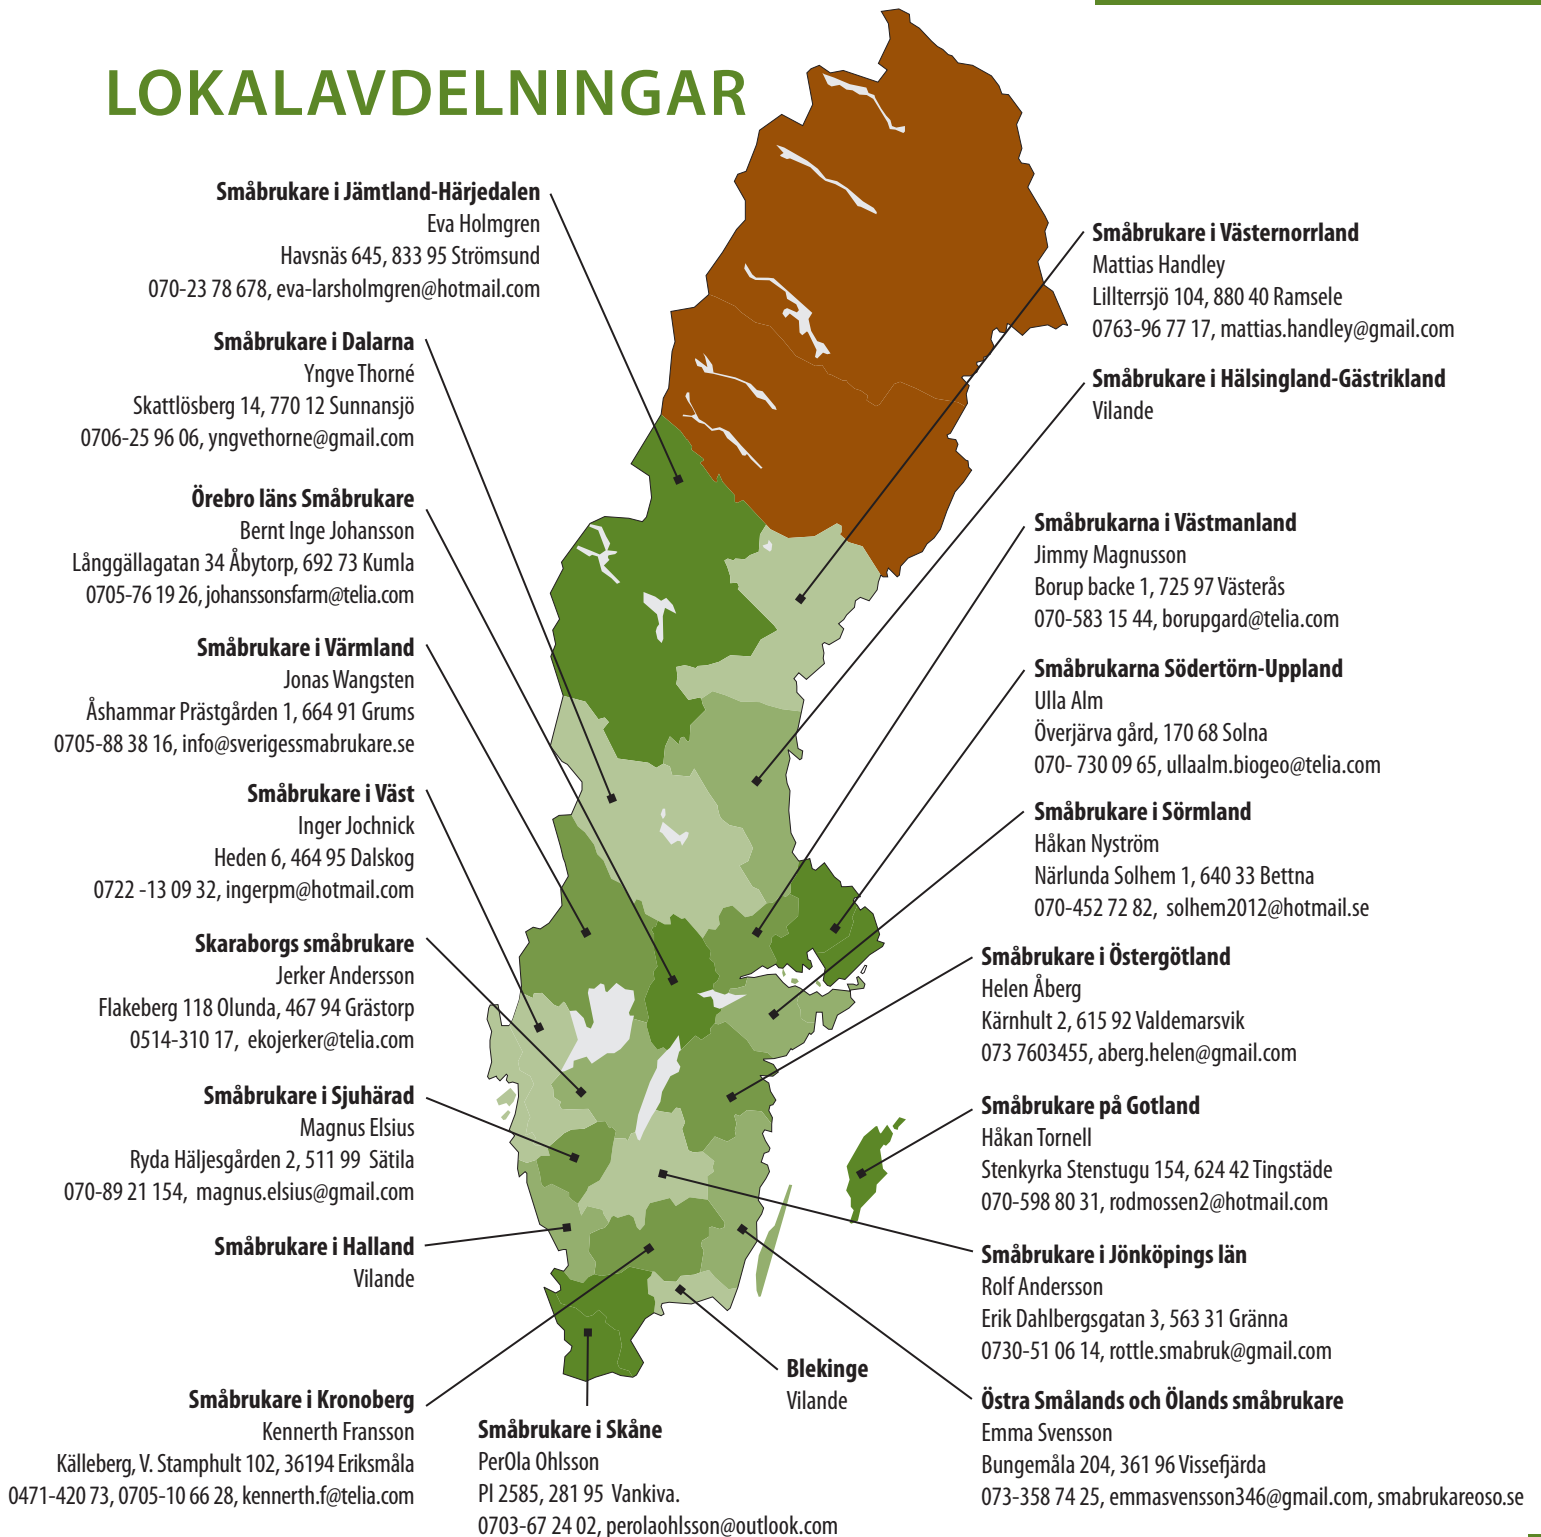 LOKALAVDELNINGAR
Småbrukare i Jämtland-Härjedalen
Eva Holmgren
Havsnäs 645, 833 95 Strömsund
070-23 78 678, eva-larsholmgren@hotmail.com
Småbrukare i Dalarna
Yngve Thorné
Skattlösberg 14, 770 12 Sunnansjö
0706-25 96 06, yngvethorne@gmail.com
Örebro läns Småbrukare
Bernt Inge Johansson
Långgällagatan 34 Åbytorp, 692 73 Kumla
0705-76 19 26, johanssonsfarm@telia.com
Småbrukare i Värmland
Jonas Wangsten
Åshammar Prästgården 1, 664 91 Grums
0705-88 38 16, info@sverigessmabrukare.se
Småbrukare i Väst
Inger Jochnick
Heden 6, 464 95 Dalskog
0722 -13 09 32, ingerpm@hotmail.com
Skaraborgs småbrukare
Jerker Andersson
Flakeberg 118 Olunda, 467 94 Grästorp
0514-310 17, ekojerker@telia.com
Småbrukare i Sjuhärad
Magnus Elsius
Ryda Häljesgården 2, 511 99 Sätila
070-89 21 154, magnus.elsius@gmail.com
Småbrukare i Halland
Vilande
Småbrukare i Kronoberg
Kennerth Fransson
Källeberg, V. Stamphult 102, 36194 Eriksmåla
0471-420 73, 0705-10 66 28, kennerth.f@telia.com
Småbrukare i Skåne
PerOla Ohlsson
Pl 2585, 281 95 Vankiva.
0703-67 24 02, perolaohlsson@outlook.com
Blekinge
Vilande
Småbrukare i Västernorrland
Mattias Handley
Lillterrsjö 104, 880 40 Ramsele
0763-96 77 17, mattias.handley@gmail.com
Småbrukare i Hälsingland-Gästrikland
Vilande
Småbrukarna i Västmanland
Jimmy Magnusson
Borup backe 1, 725 97 Västerås
070-583 15 44, borupgard@telia.com
Småbrukarna Södertörn-Uppland
Ulla Alm
Överjärva gård, 170 68 Solna
070- 730 09 65, ullaalm.biogeo@telia.com
Småbrukare i Sörmland
Håkan Nyström
Närlunda Solhem 1, 640 33 Bettna
070-452 72 82, solhem2012@hotmail.se
Småbrukare i Östergötland
Helen Åberg
Kärnhult 2, 615 92 Valdemarsvik
073 7603455, aberg.helen@gmail.com
Småbrukare på Gotland
Håkan Tornell
Stenkyrka Stenstugu 154, 624 42 Tingstäde
070-598 80 31, rodmossen2@hotmail.com
Småbrukare i Jönköpings län
Rolf Andersson
Erik Dahlbergsgatan 3, 563 31 Gränna
0730-51 06 14, rottle.smabruk@gmail.com
Östra Smålands och Ölands småbrukare
Emma Svensson
Bungemåla 204, 361 96 Vissefjärda
073-358 74 25, emmasvensson346@gmail.com, smabrukareoso.se